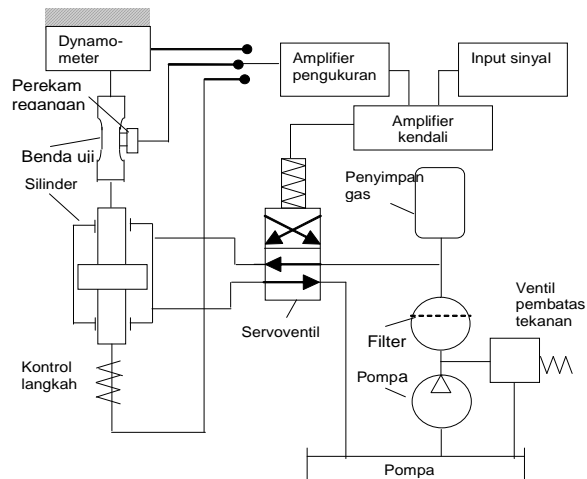 Dynamo-
meter
Perekam
regangan
Benda uji
Silinder
Kontrol
langkah
Amplifier
pengukuran
Input sinyal
Amplifier
kendali
Penyimpan
gas
Servoventil
Filter
Ventil
pembatas
tekanan
Pompa
Pompa